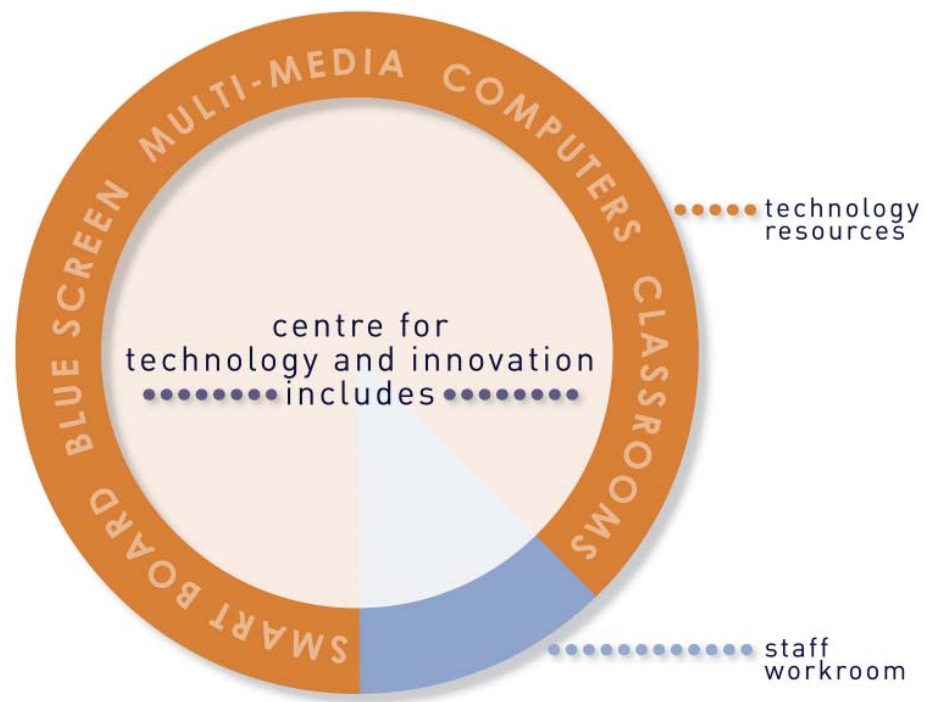 SMART BOARD BLUE SCREEN MULTI-MEDIA COMPUTERS CLASSROOMS
centre for
technology and innovation
includes
technology
resources
staff
workroom